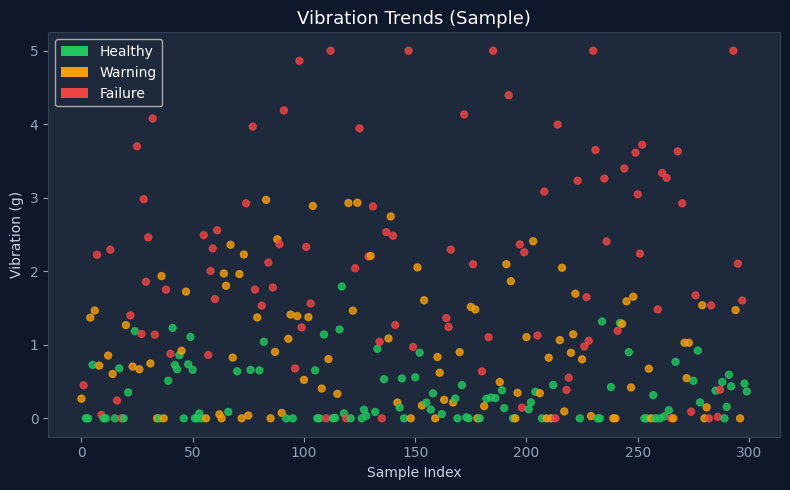 Vibration Trends (Sample)
Healthy
Warning
Failure
Vibration (g)
5
4
3
2
1
0
0 50 100 150 200 250 300
Sample Index